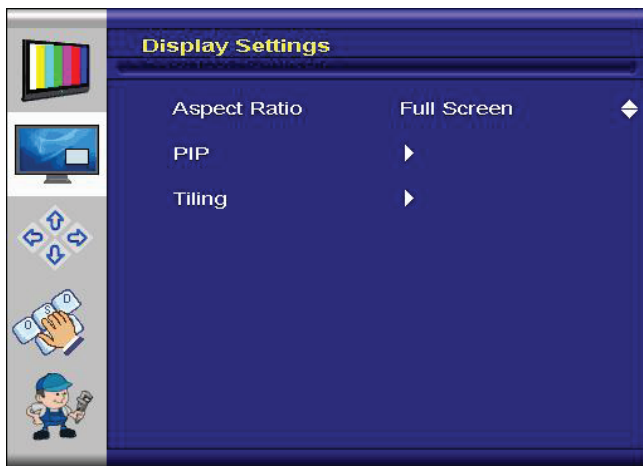 Display Settings
Aspect Ratio Full Screen
PIP
Tiling
O S D